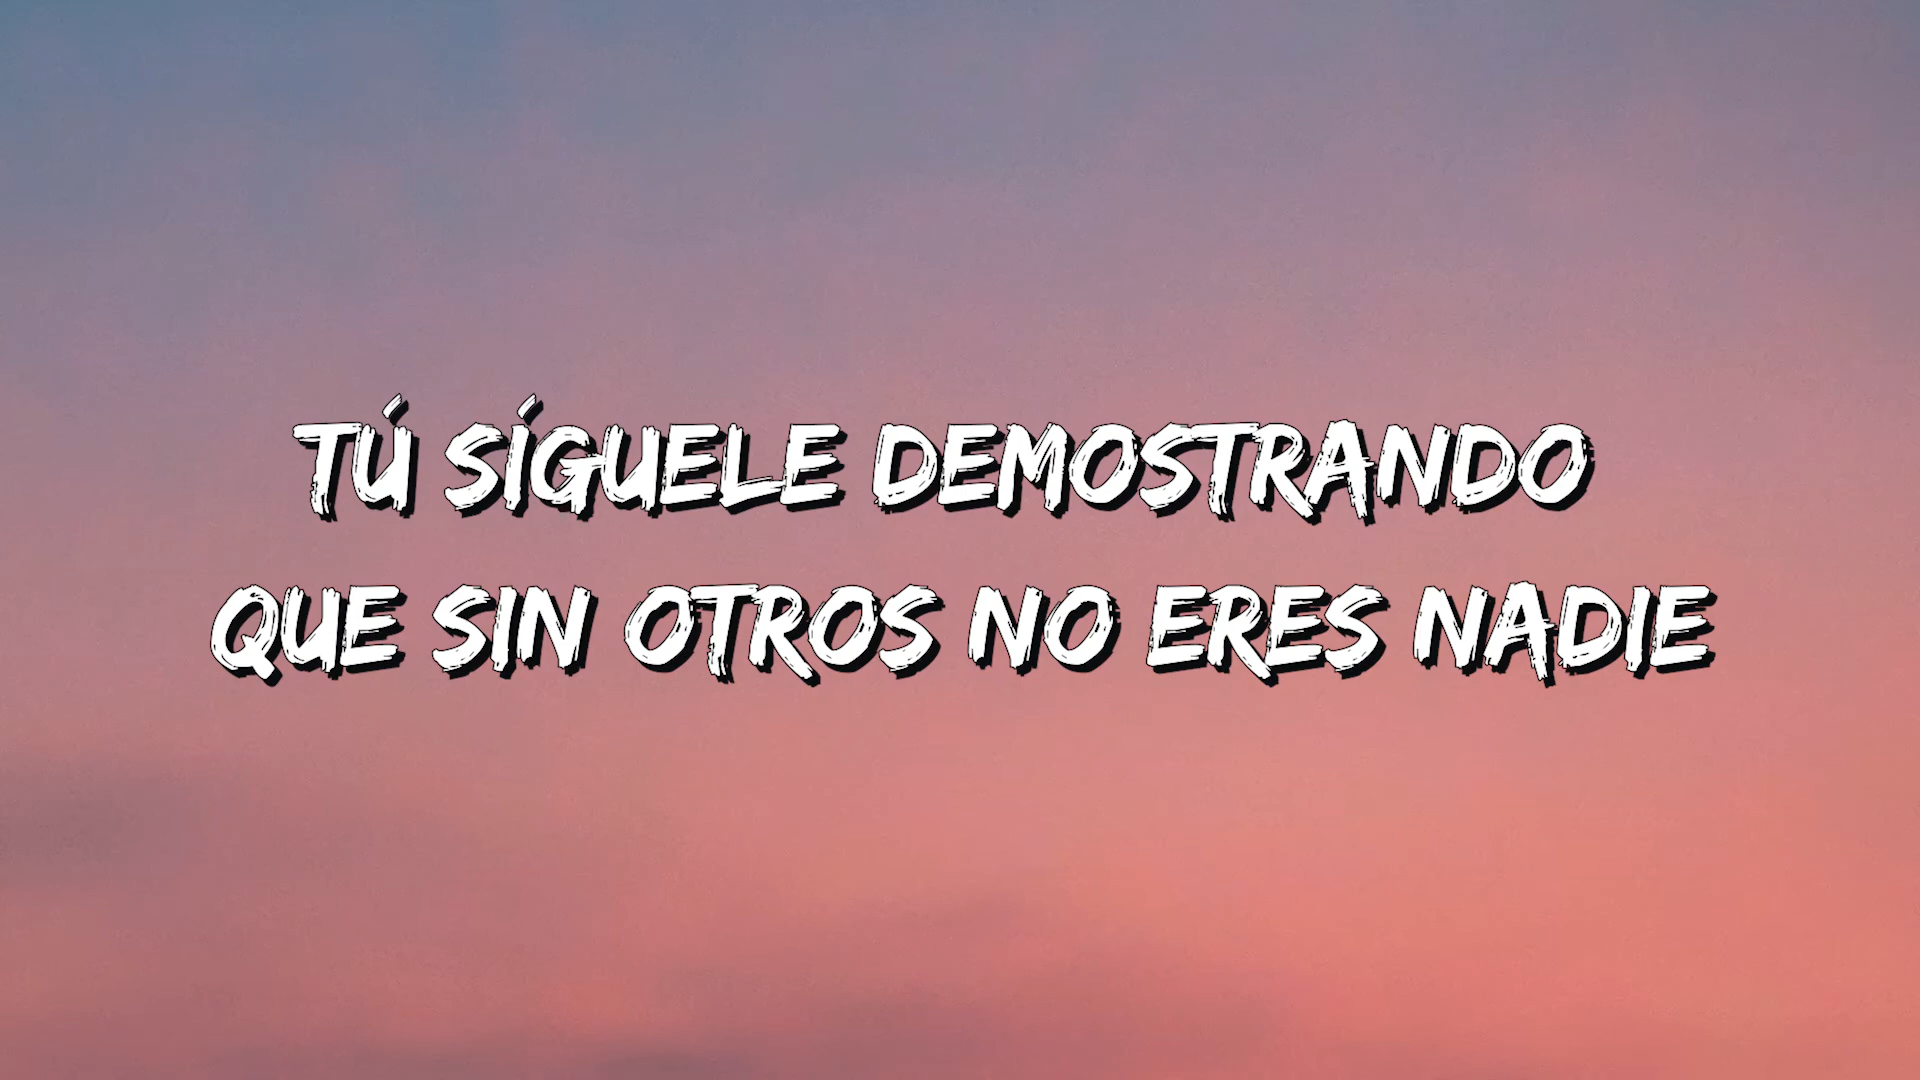 TÚ SÍGUELE DEMOSTRANDO
QUE SIN OTROS NO ERES NADIE